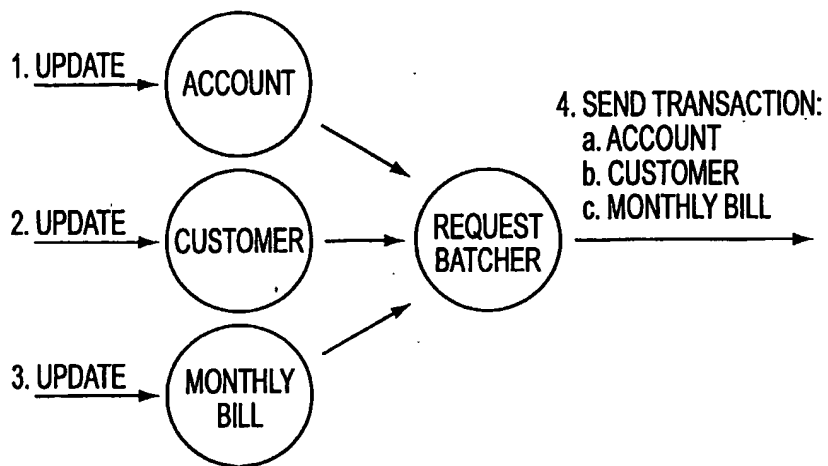 1. UPDATE
ACCOUNT
2. UPDATE
CUSTOMER
3. UPDATE
MONTHLY
BILL
REQUEST
BATCHER
4. SEND TRANSACTION:
a. ACCOUNT
b. CUSTOMER
c. MONTHLY BILL